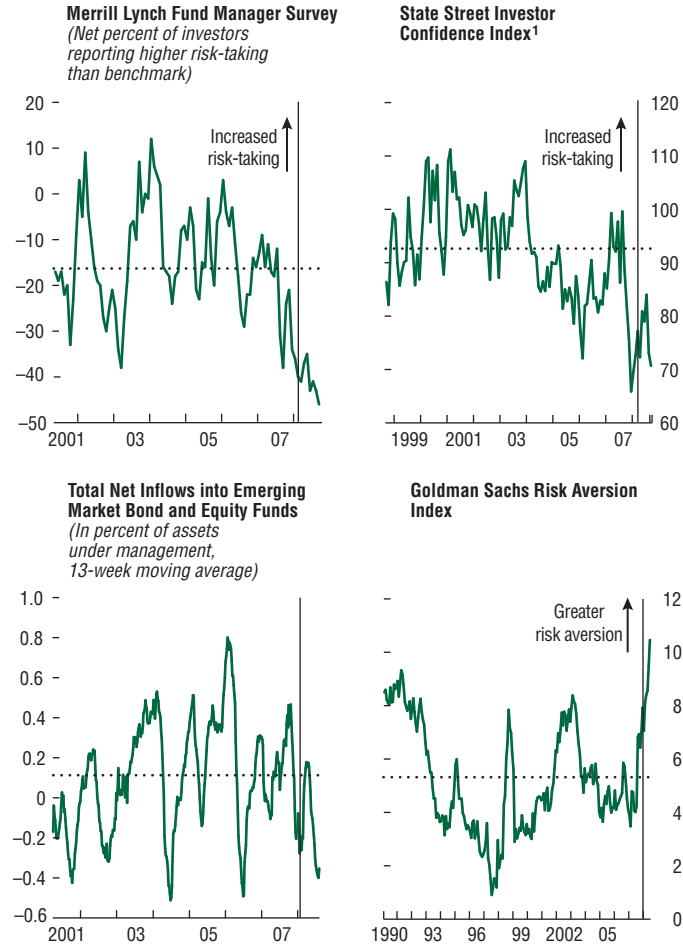 Merrill Lynch Fund Manager Survey
(Net percent of investors
reporting higher risk-taking
than benchmark)
20
10
0
–10
–20
–30
–40
–50
Increased
risk-taking
2001
03
05
07
State Street Investor
Confidence Index1
120
110
100
90
80
70
60
Increased
risk-taking
1999
2001
03
05
07
Total Net Inflows into Emerging
Market Bond and Equity Funds
(In percent of assets
under management,
13-week moving average)
1.0
0.8
0.6
0.4
0.2
0
–0.2
–0.4
–0.6
2001
03
05
07
Goldman Sachs Risk Aversion
Index
12
10
8
6
4
2
0
Greater
risk aversion
1990
93
96
99
2002
05